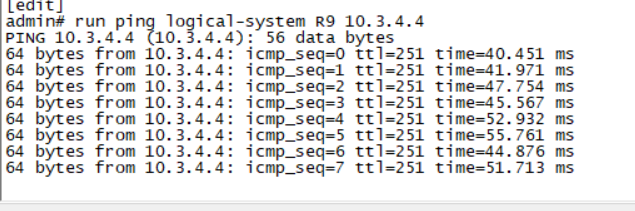 [edit]
admin# run ping logical-system R9 10.3.4.4
PING 10.3.4.4 (10.3.4.4): 56 data bytes
64 bytes from 10.3.4.4: icmp_seq=0 ttl=251 time=40.451 ms
64 bytes from 10.3.4.4: icmp_seq=1 ttl=251 time=41.971 ms
64 bytes from 10.3.4.4: icmp_seq=2 ttl=251 time=47.754 ms
64 bytes from 10.3.4.4: icmp_seq=3 ttl=251 time=45.567 ms
64 bytes from 10.3.4.4: icmp_seq=4 ttl=251 time=52.932 ms
64 bytes from 10.3.4.4: icmp_seq=5 ttl=251 time=55.761 ms
64 bytes from 10.3.4.4: icmp_seq=6 ttl=251 time=44.876 ms
64 bytes from 10.3.4.4: icmp_seq=7 ttl=251 time=51.713 ms